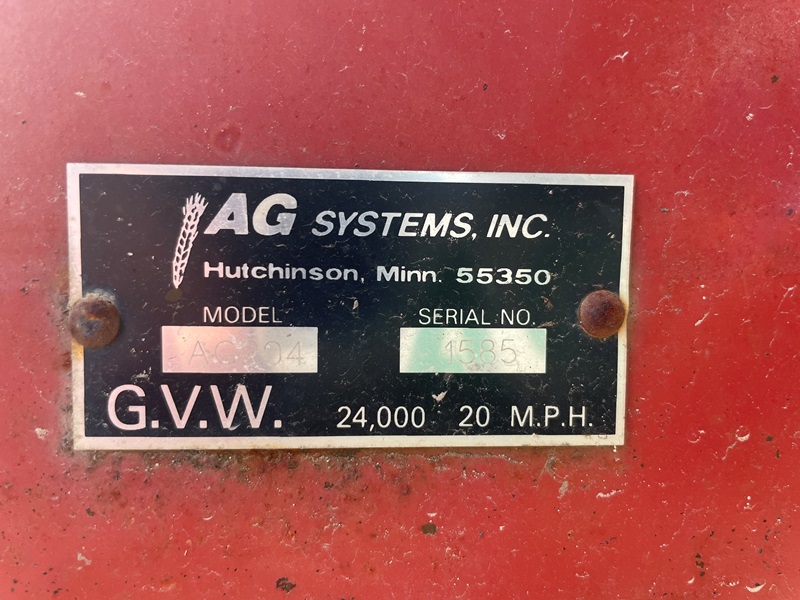 AG SYSTEMS, INC.
Hutchinson, Minn. 55350
MODEL SERIAL NO.
1585
G.V.W. 24,000 20 M.P.H.